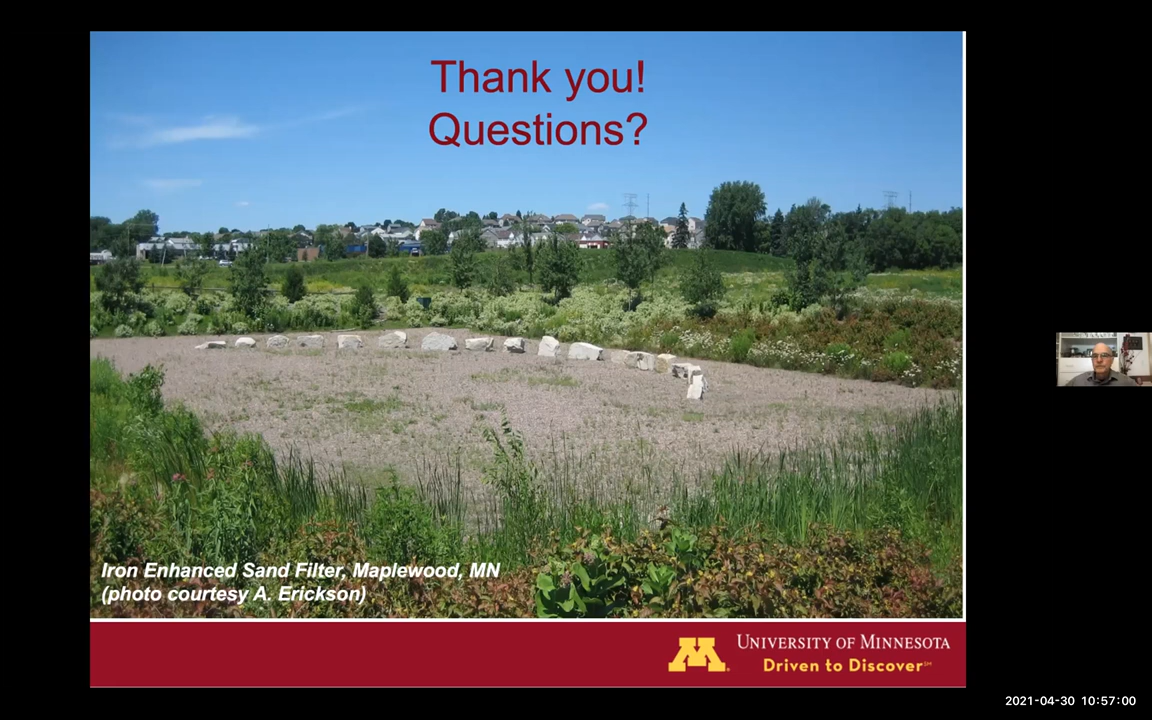 Thank you!
Questions?
Iron Enhanced Sand Filter, Maplewood, MN
(photo courtesy A. Erickson)
M
UNIVERSITY OF MINNESOTA
Driven to Discover℠
2021-04-30 10:57:00